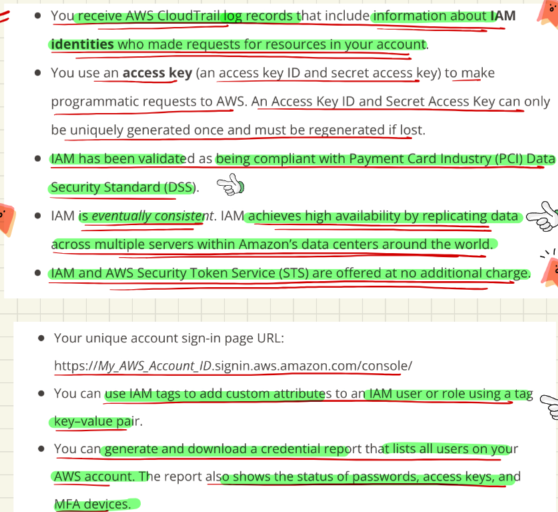 You receive AWS CloudTrail log records that include information about IAM
identities who made requests for resources in your account.
You use an access key (an access key ID and secret access key) to make
programmatic requests to AWS. An Access Key ID and Secret Access Key can only
be uniquely generated once and must be regenerated if lost.
IAM has been validated as being compliant with Payment Card Industry (PCI) Data
Security Standard (DSS).
IAM is eventually consistent. IAM achieves high availability by replicating data
across multiple servers within Amazon's data centers around the world.
IAM and AWS Security Token Service (STS) are offered at no additional charge.
Your unique account sign-in page URL:
https://My_AWS_Account_ID.signin.aws.amazon.com/console/
You can use IAM tags to add custom attributes to an IAM user or role using a tag
key–value pair.
You can generate and download a credential report that lists all users on your
AWS account. The report also shows the status of passwords, access keys, and
MFA devices.